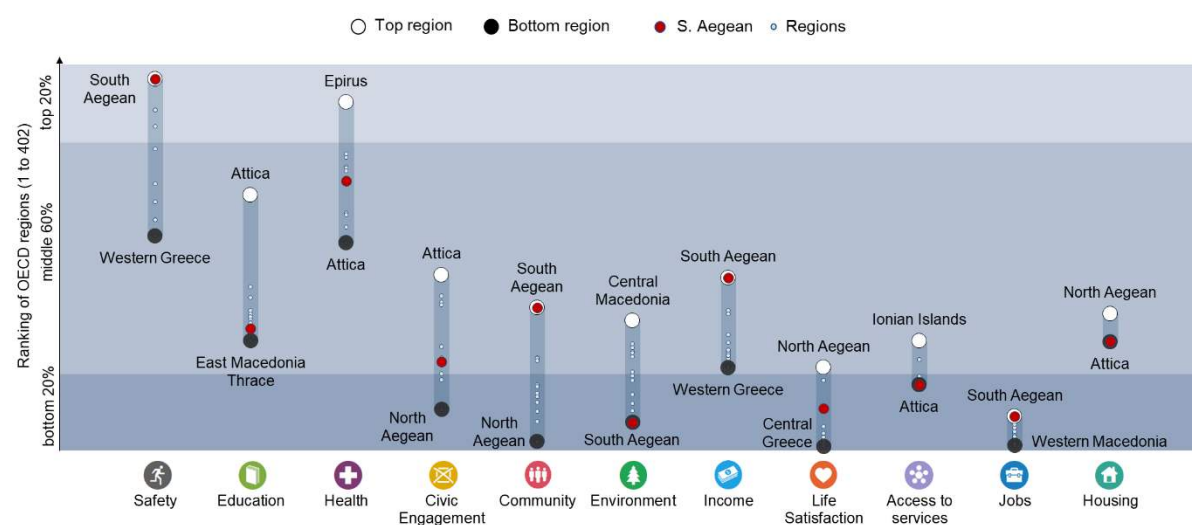 Top region
Bottom region
S. Aegean
Regions
Ranking of OECD regions (1 to 402)
top 20%
middle 60%
bottom 20%
South
Aegean
Western Greece
Attica
East Macedonia
Thrace
Epirus
Attica
Attica
North
Aegean
South
Aegean
North
Aegean
Central
Macedonia
South Aegean
South Aegean
Western Greece
North Aegean
Central
Greece
Ionian Islands
Attica
South Aegean
Western Macedonia
North Aegean
Attica
Safety
Education
Health
Civic
Engagement
Community
Environment
Income
Life
Satisfaction
Access to
services
Jobs
Housing